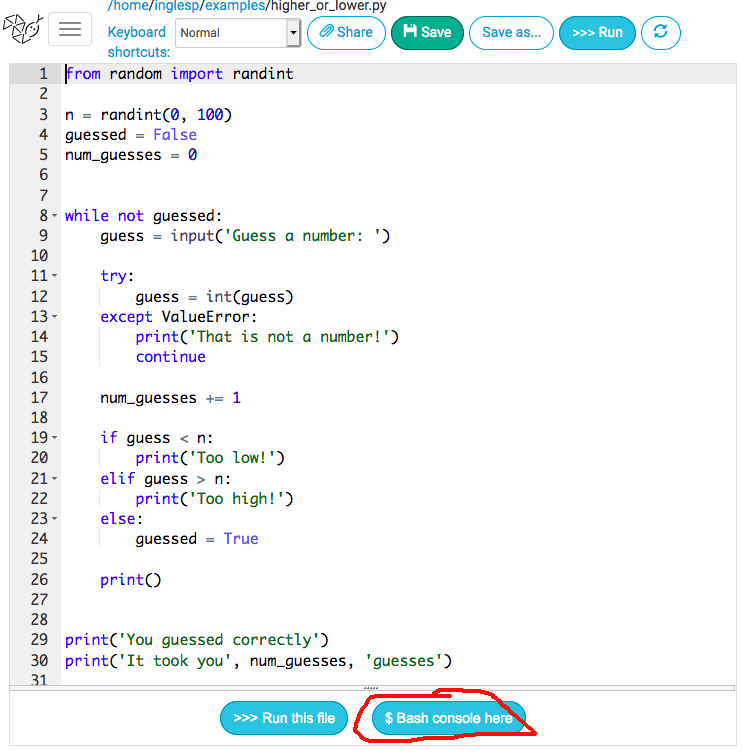 /home/inglesp/examples/higher_or_lower.py
Keyboard shortcuts: Normal Share Save Save as... >>> Run
1 from random import randint
2
3 n = randint(0, 100)
4 guessed = False
5 num_guesses = 0
6
7
8 while not guessed:
9     guess = input('Guess a number: ')
10
11     try:
12         guess = int(guess)
13     except ValueError:
14         print('That is not a number!')
15         continue
16
17     num_guesses += 1
18
19     if guess < n:
20         print('Too low!')
21     elif guess > n:
22         print('Too high!')
23     else:
24         guessed = True
25
26     print()
27
28
29 print('You guessed correctly')
30 print('It took you', num_guesses, 'guesses')
31
>>> Run this file $ Bash console here